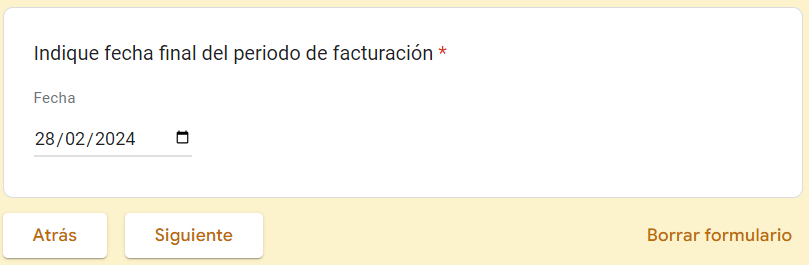 Indique fecha final del periodo de facturación *
Fecha
28/02/2024
Atrás
Siguiente
Borrar formulario